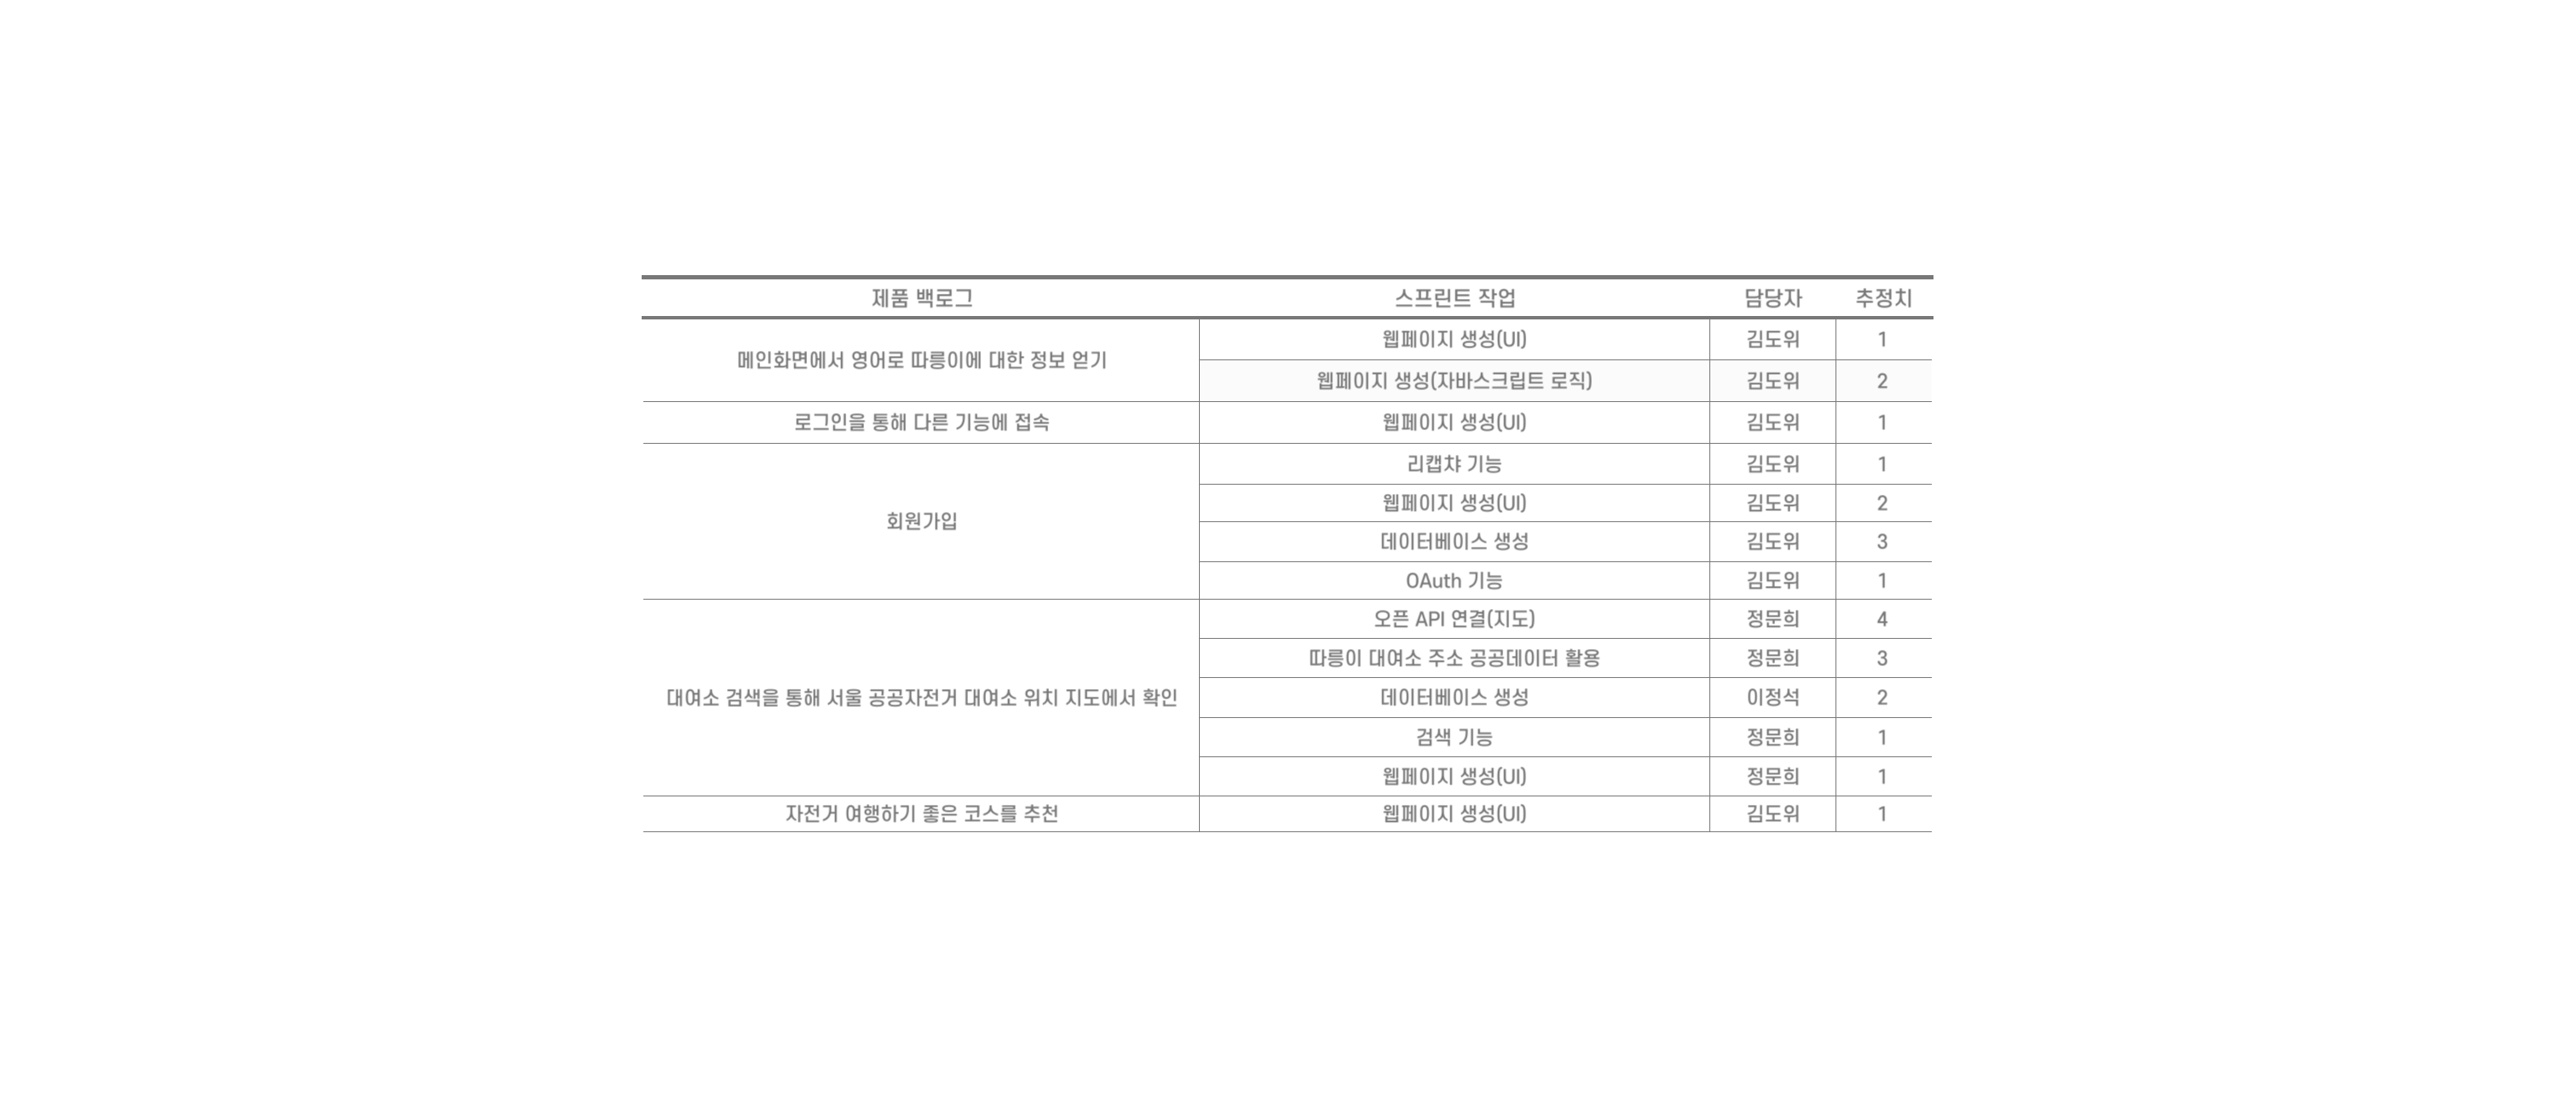 제품 백로그 스프린트 작업 담당자 추정치
웹페이지 생성(UI) 김도위 1
메인화면에서 영어로 따릉이에 대한 정보 얻기
웹페이지 생성(자바스크립트 로직) 김도위 2
로그인을 통해 다른 기능에 접속 웹페이지 생성(UI) 김도위 1
리캡챠 기능 김도위 1
웹페이지 생성(UI) 김도위 2
회원가입
데이터베이스 생성 김도위 3
OAuth 기능 김도위 1
오픈 API 연결(지도) 정문희 4
따릉이 대여소 주소 공공데이터 활용 정문희 3
대여소 검색을 통해 서울 공공자전거 대여소 위치 지도에서 확인 데이터베이스 생성 이정석 2
검색 기능 정문희 1
웹페이지 생성(UI) 정문희 1
자전거 여행하기 좋은 코스를 추천 웹페이지 생성(UI) 김도위 1